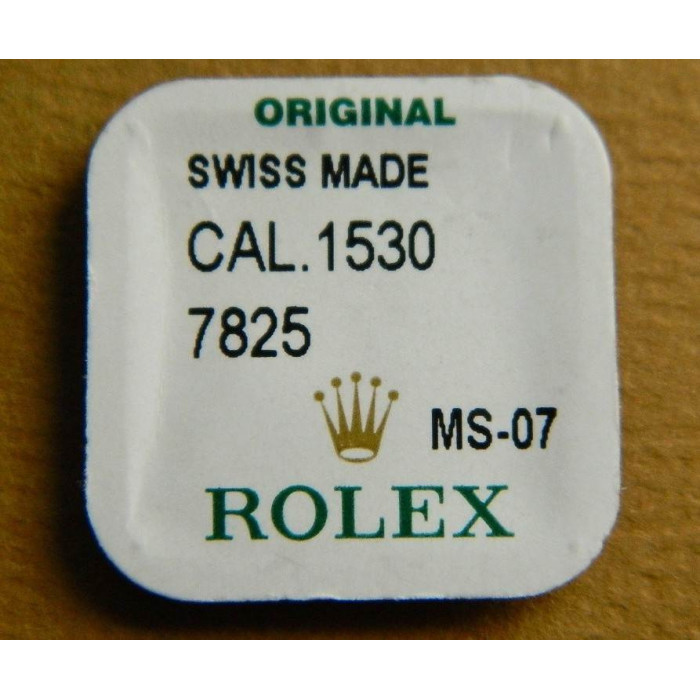 ORIGINAL
SWISS MADE
CAL.1530
7825
MS-07
ROLEX